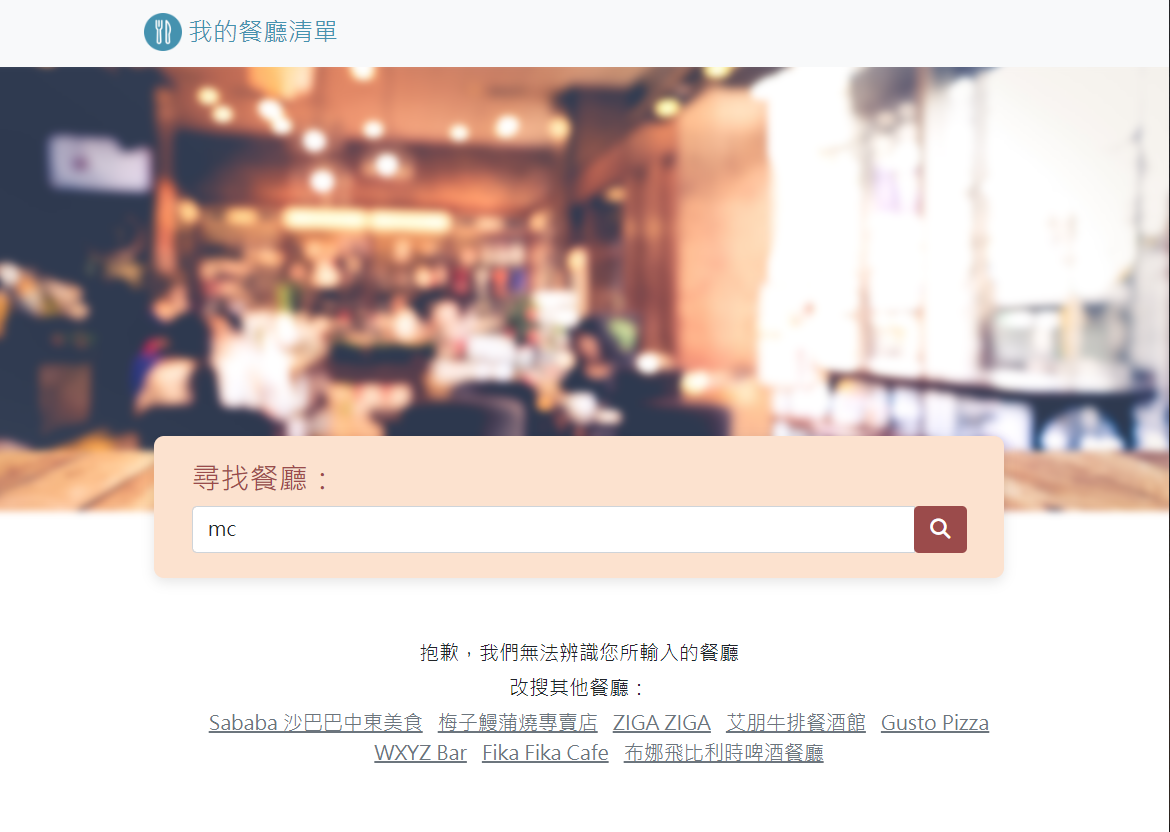 我的餐廳清單
尋找餐廳：
mc
抱歉，我們無法辨識您所輸入的餐廳
改搜其他餐廳：
Sababa 沙巴巴中東美食 梅子鰻蒲燒專賣店 ZIGA ZIGA 艾朋牛排餐酒館 Gusto Pizza
WXYZ Bar Fika Fika Cafe 布娜飛比利時啤酒餐廳